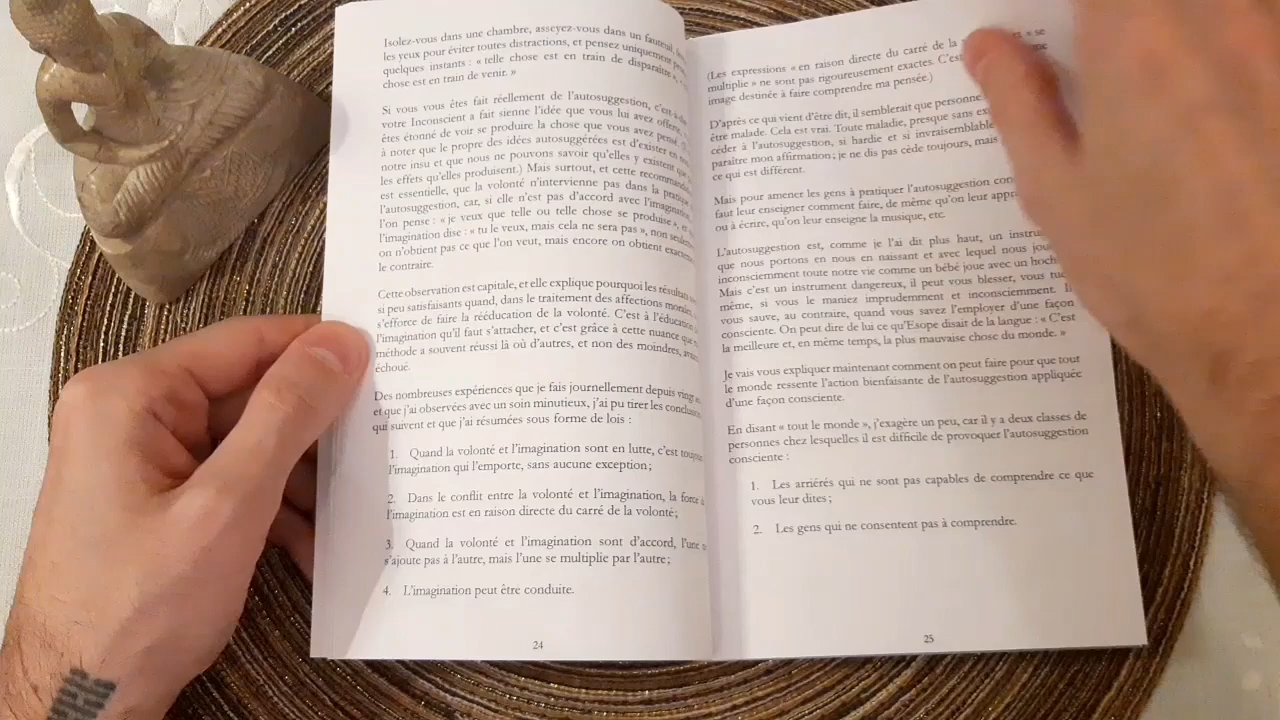 Isolez-vous dans une chambre, asseyez-vous dans un fauteuil,
les yeux pour éviter toutes distractions, et pensez uniquement
quelques instants : « telle chose est en train de disparaître »,
chose est en train de venir. »
Si vous vous êtes fait réellement de l'autosuggestion, c'est-à-dire
votre Inconscient a fait sienne l'idée que vous lui avez offerte,
êtes étonné de voir se produire la chose que vous avez pensé.
à noter que le propre des idées autosuggérées est d'exister en
notre insu et que nous ne pouvons savoir qu'elles y existent que
les effets qu'elles produisent.) Mais surtout, et cette recommandation
est essentielle, que la volonté n'intervienne pas dans la pratique
l'autosuggestion, car, si elle n'est pas d'accord avec l'imagination,
l'on pense : « je veux que telle ou telle chose se produise », et
l'imagination dise : « tu le veux, mais cela ne sera pas », non seulement
on n'obtient pas ce que l'on veut, mais encore on obtient exactement
le contraire.
Cette observation est capitale, et elle explique pourquoi les résultats
si peu satisfaisants quand, dans le traitement des affections morales,
s'efforce de faire la rééducation de la volonté. C'est à l'éducation
l'imagination qu'il faut s'attacher, et c'est grâce à cette nuance que
méthode a souvent réussi là où d'autres, et non des moindres, avaient
échoué.
Des nombreuses expériences que je fais journellement depuis vingt
et que j'ai observées avec un soin minutieux, j'ai pu tirer les conclusions
qui suivent et que j'ai résumées sous forme de lois :
1. Quand la volonté et l'imagination sont en lutte, c'est toujours
l'imagination qui l'emporte, sans aucune exception;
2. Dans le conflit entre la volonté et l'imagination, la force
l'imagination est en raison directe du carré de la volonté;
3. Quand la volonté et l'imagination sont d'accord, l'une
s'ajoute pas à l'autre, mais l'une se multiplie par l'autre;
4. L'imagination peut être conduite.
24
(Les expressions « en raison directe du carré de la » se
multiplie » ne sont pas rigoureusement exactes. C'est
image destinée à faire comprendre ma pensée.)
D'après ce qui vient d'être dit, il semblerait que personne
être malade. Cela est vrai. Toute maladie, presque sans
céder à l'autosuggestion, si hardie et si invraisemblable
paraître mon affirmation; je ne dis pas cède toujours, mais
ce qui est différent.
Mais pour amener les gens à pratiquer l'autosuggestion
faut leur enseigner comment faire, de même qu'on leur
ou à écrire, qu'on leur enseigne la musique, etc.
L'autosuggestion est, comme je l'ai dit plus haut, un
que nous portons en nous en naissant et avec lequel nous
inconsciemment toute notre vie comme un bébé joue avec un
Mais c'est un instrument dangereux, il peut vous blesser, vous
même, si vous le maniez imprudemment et inconsciemment. Il
vous sauve, au contraire, quand vous savez l'employer d'une façon
consciente. On peut dire de lui ce qu'Esope disait de la langue : « C'est
la meilleure et, en même temps, la plus mauvaise chose du monde. »
Je vais vous expliquer maintenant comment on peut faire pour que tout
le monde ressente l'action bienfaisante de l'autosuggestion appliquée
d'une façon consciente.
En disant « tout le monde », j'exagère un peu, car il y a deux classes de
personnes chez lesquelles il est difficile de provoquer l'autosuggestion
consciente :
1. Les arriérés qui ne sont pas capables de comprendre ce que
vous leur dites;
2. Les gens qui ne consentent pas à comprendre.
25